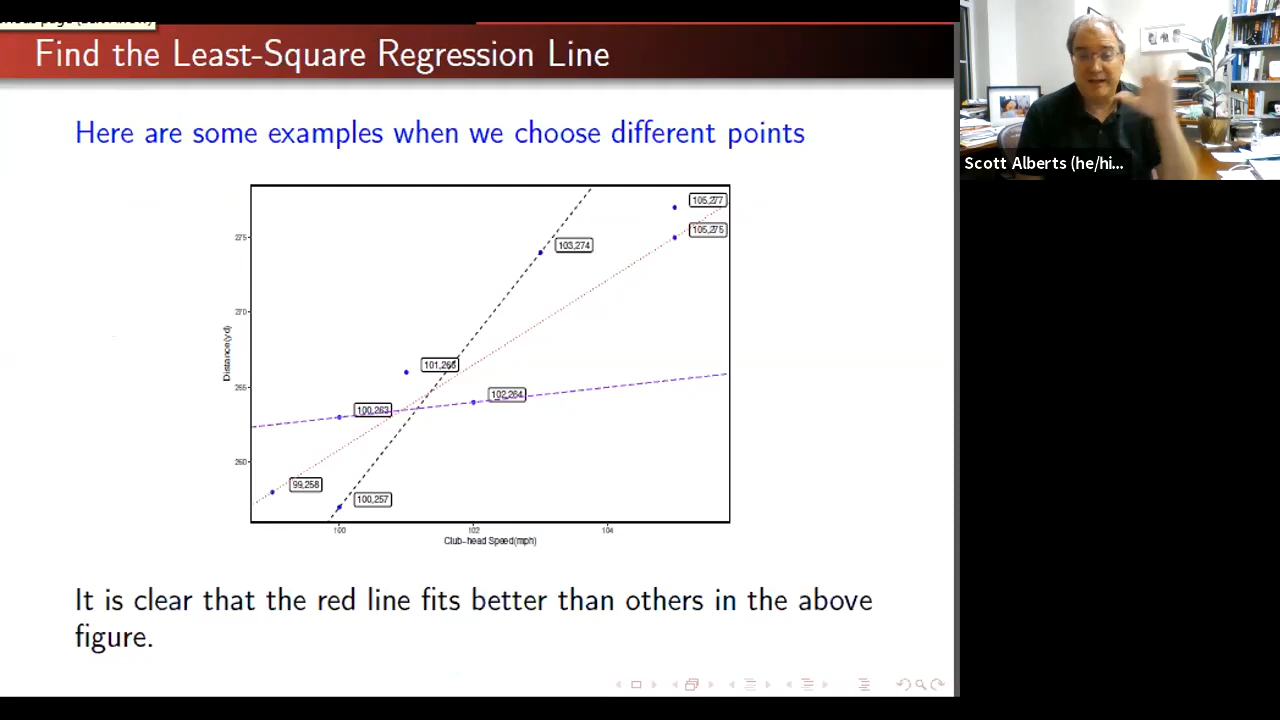 Find the Least-Square Regression Line
Here are some examples when we choose different points
105,277
275
103,274
105,275
270
Distance(yd)
101,266
265
102,264
100,263
260
99,258
100,257
100
102
104
Club-head Speed(mph)
It is clear that the red line fits better than others in the above
figure.
Scott Alberts (he/hi...